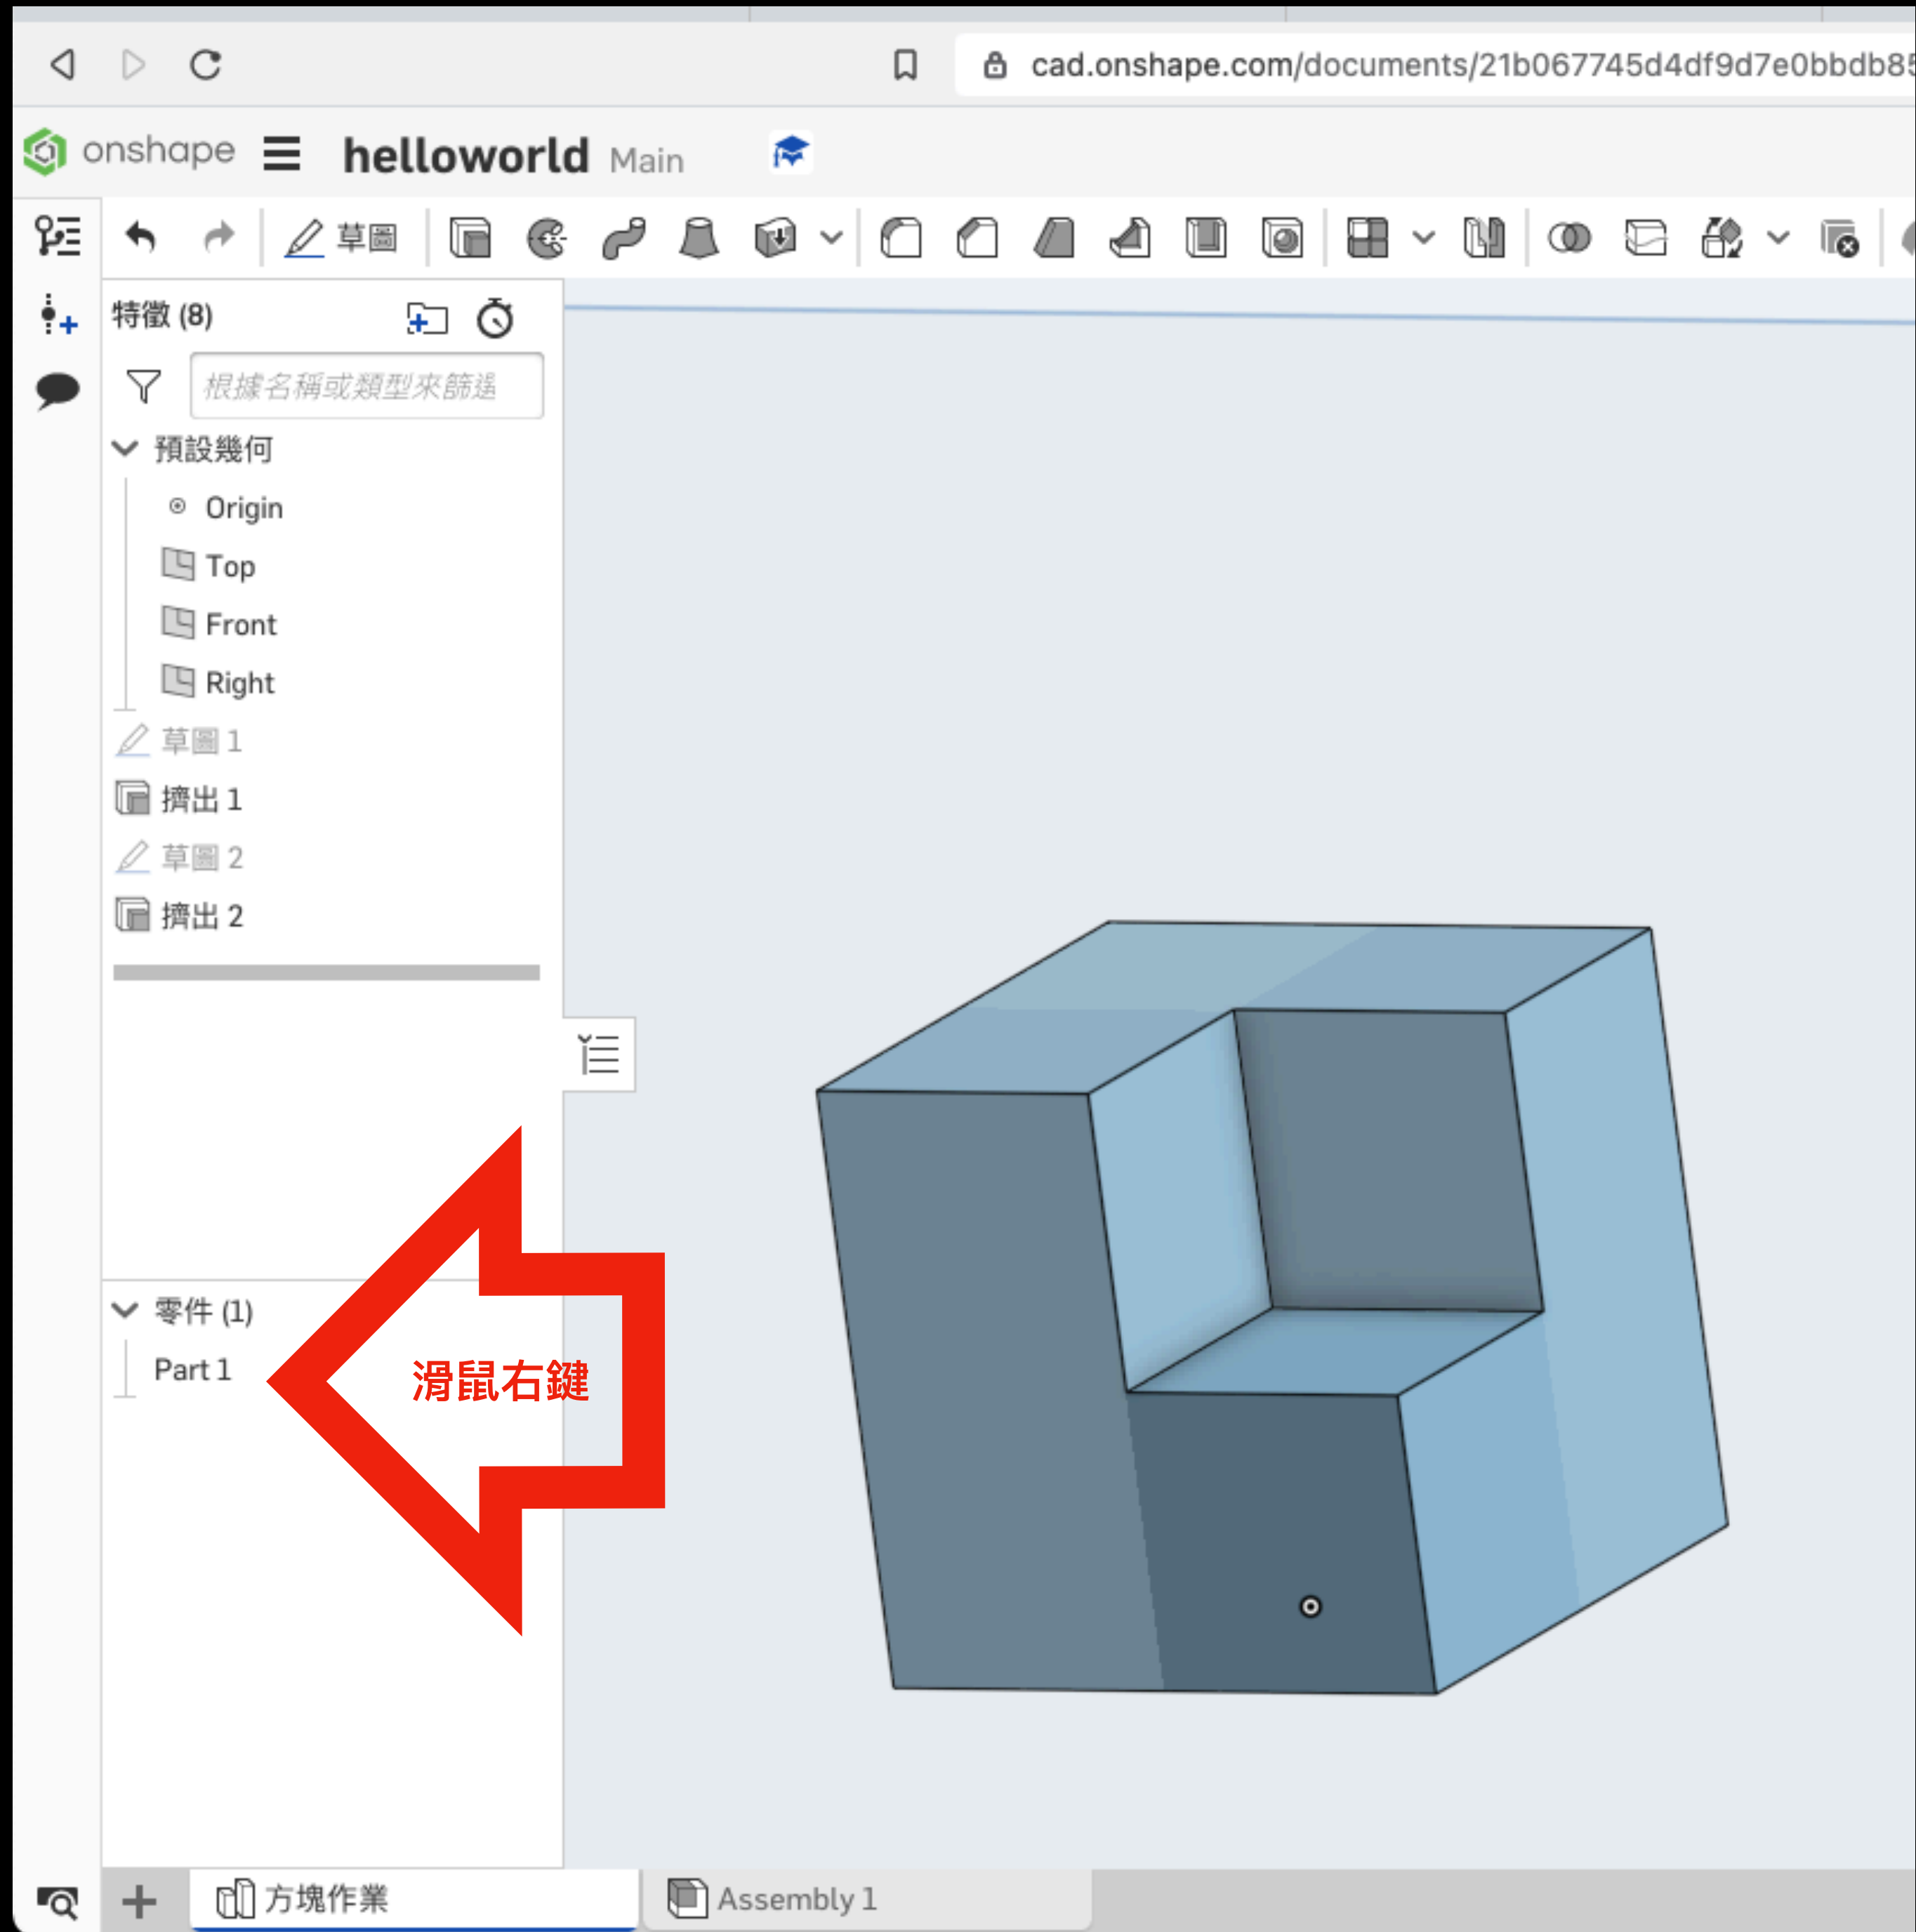 cad.onshape.com/documents/21b067745d4df9d7e0bbdb85
onshape helloworld Main
草圖
特徵 (8)
根據名稱或類型來篩選
預設幾何
Origin
Top
Front
Right
草圖 1
擠出 1
草圖 2
擠出 2
零件 (1)
Part 1
滑鼠右鍵
方塊作業 Assembly 1